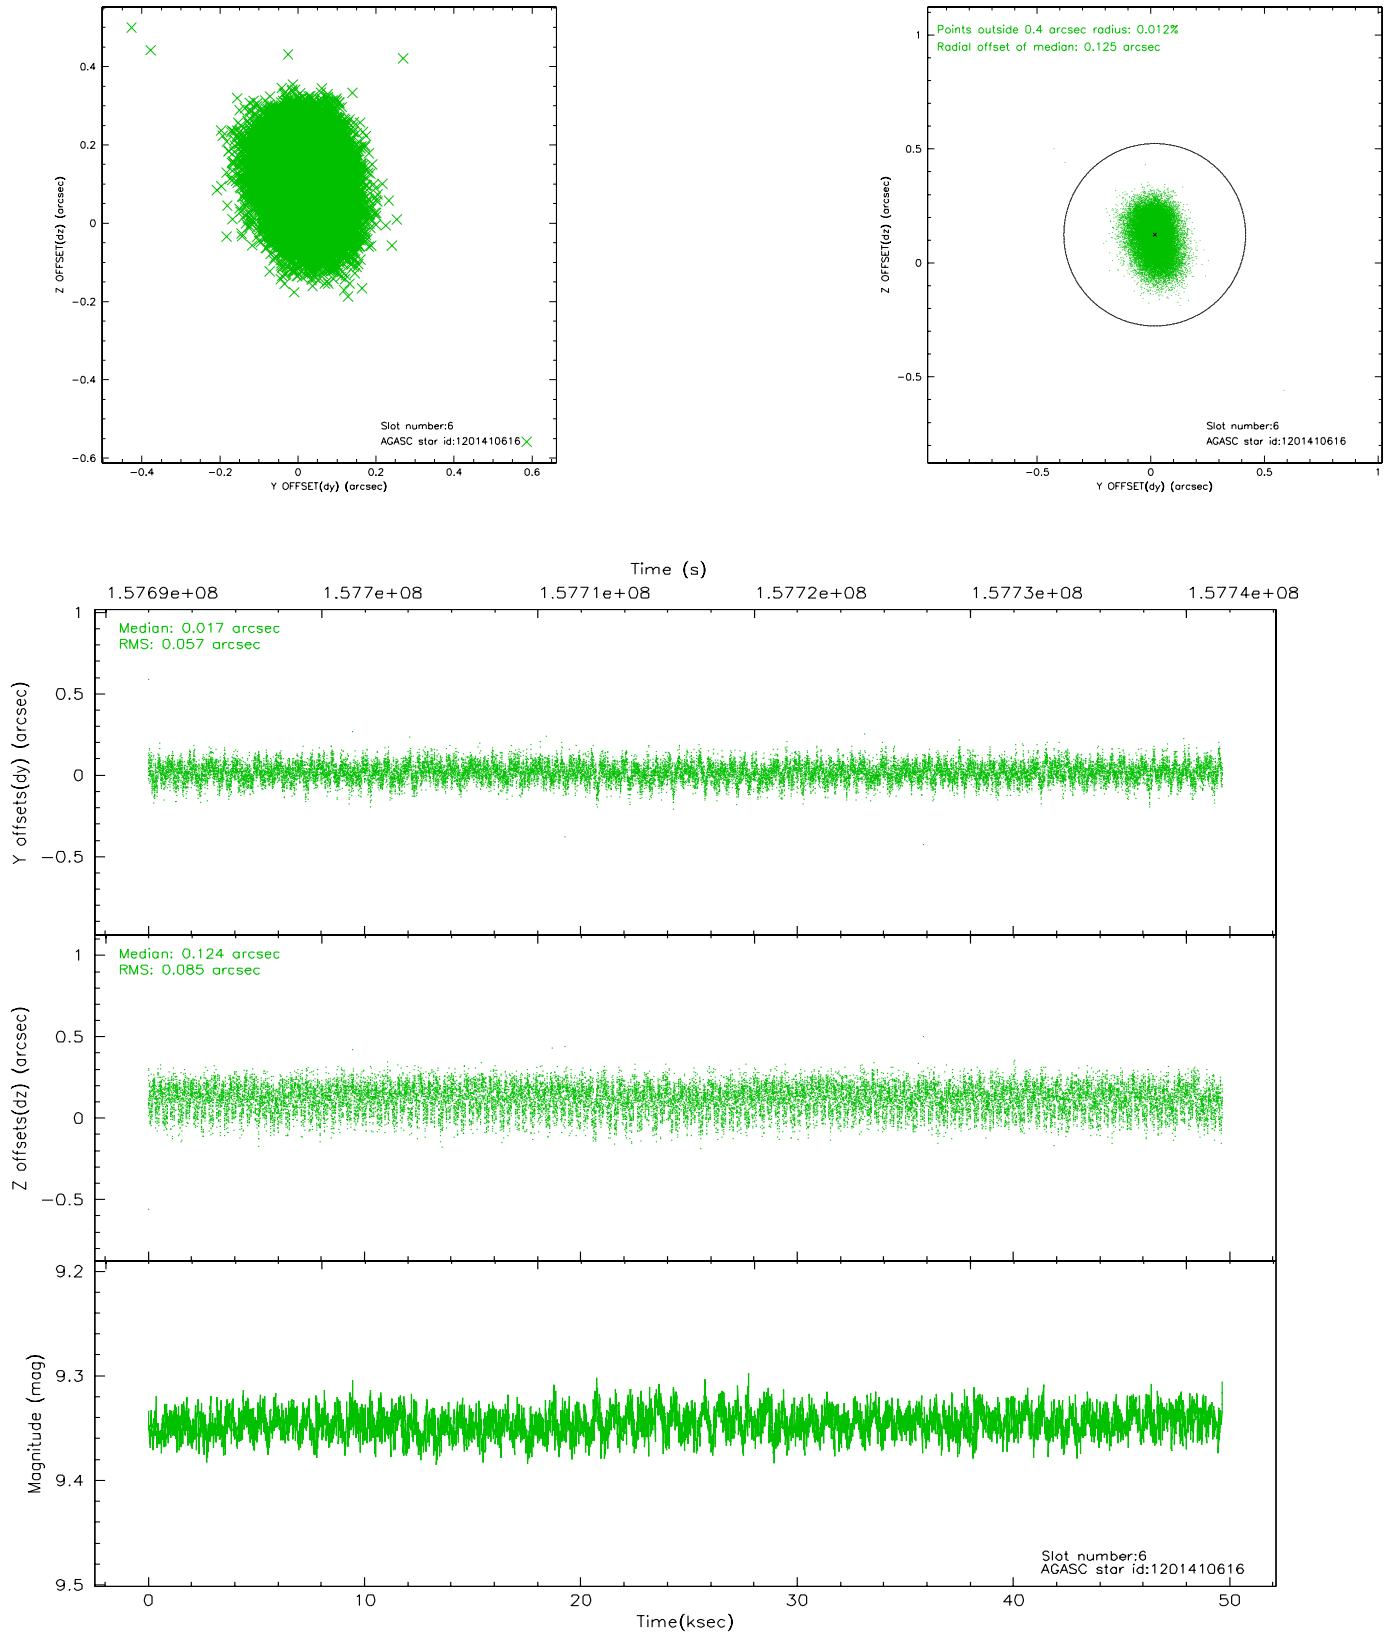 0.4
0.2
0
−0.2
−0.4
−0.6
Z OFFSET(dz) (arcsec)
Slot number:6
AGASC star id:1201410616
−0.4 −0.2 0 0.2 0.4 0.6
Y OFFSET(dy) (arcsec)
Points outside 0.4 arcsec radius: 0.012%
Radial offset of median: 0.125 arcsec
1
0.5
0
−0.5
Z OFFSET(dz) (arcsec)
Slot number:6
AGASC star id:1201410616
−0.5 0 0.5 1
Y OFFSET(dy) (arcsec)
Time (s)
1.5769e+08 1.577e+08 1.5771e+08 1.5772e+08 1.5773e+08 1.5774e+08
Median: 0.017 arcsec
RMS: 0.057 arcsec
1
0.5
0
−0.5
Y offsets(dy) (arcsec)
Median: 0.124 arcsec
RMS: 0.085 arcsec
1
0.5
0
−0.5
Z offsets(dz) (arcsec)
9.2
9.3
9.4
9.5
Magnitude (mag)
Slot number:6
AGASC star id:1201410616
0 10 20 30 40 50
Time(ksec)